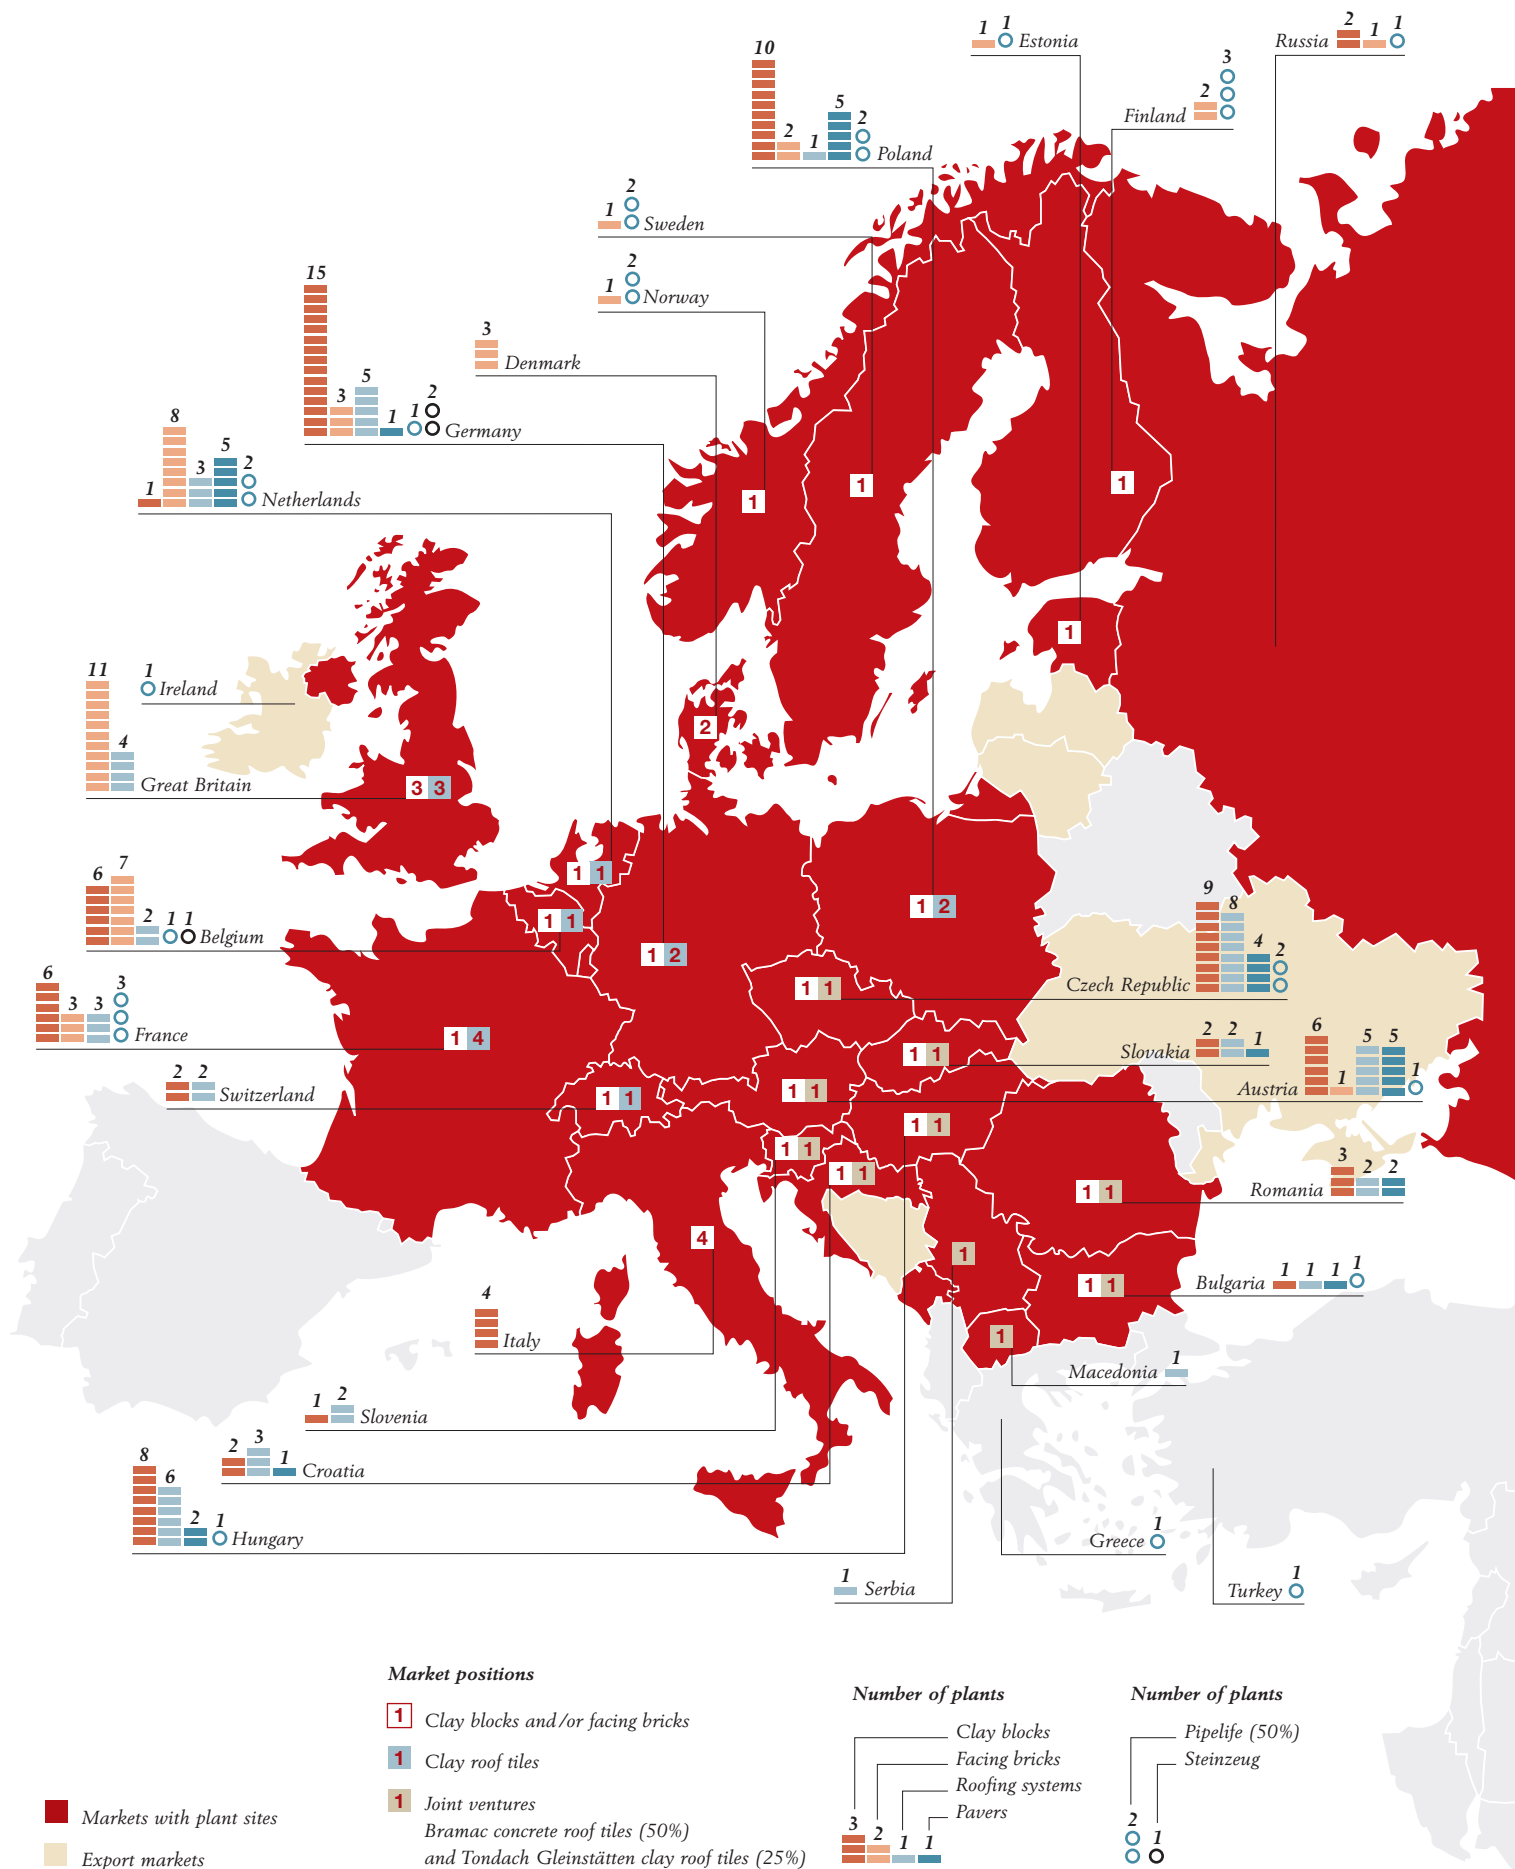 1 1
Estonia
2 1 1
Russia
3
2
Finland
10
2 1 5 2
Poland
2
1
Sweden
2
1
Norway
15
3 5 1 1 2
Germany
3
Denmark
8
1 3 5 2
Netherlands
1 1 1
1
2
11
4
Great Britain
1
Ireland
3 3
1 1
6 7 2 1 1
Belgium
1 1
1 2
1 2
9 8 4 2
Czech Republic
1 1
6 3 3 3
France
1 4
2 2 1
Slovakia
1 1
6 1 5 5 1
Austria
1 1
2 2
Switzerland
1 1
1 1
1 1
1 1
3 2 2
Romania
1 1
4
1
1 1 1 1
Bulgaria
1 1
4
Italy
1
1
Macedonia
1 2
Slovenia
2 3 1
Croatia
8 6 2 1
Hungary
1
Greece
1
Serbia
1
Turkey
Market positions
1 Clay blocks and/or facing bricks
1 Clay roof tiles
1 Joint ventures
Bramac concrete roof tiles (50%)
and Tondach Gleinstätten clay roof tiles (25%)
Markets with plant sites
Export markets
Number of plants
Clay blocks
Facing bricks
Roofing systems
Pavers
3 2 1 1
Number of plants
Pipelife (50%)
Steinzeug
2 1